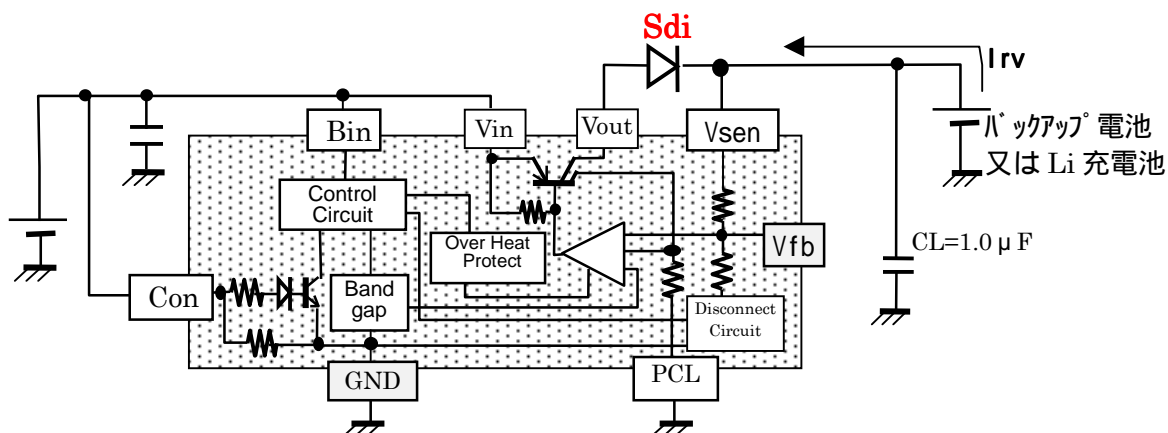 Sdi
Irv
Bin
Vin
Vout
Vsen
バックアップ電池
又は Li 充電池
Control
Circuit
Over Heat
Protect
Vfb
CL=1.0 μ F
Con
Band
gap
Disconnect
Circuit
GND
PCL